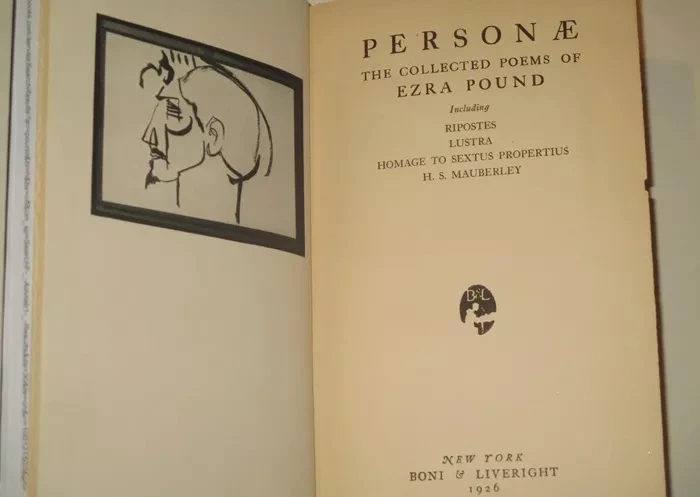 PERSONÆ
THE COLLECTED POEMS OF
EZRA POUND
Including
RIPOSTES
LUSTRA
HOMAGE TO SEXTUS PROPERTIUS
H. S. MAUBERLEY
B&L
NEW YORK
BONI & LIVERIGHT
1926